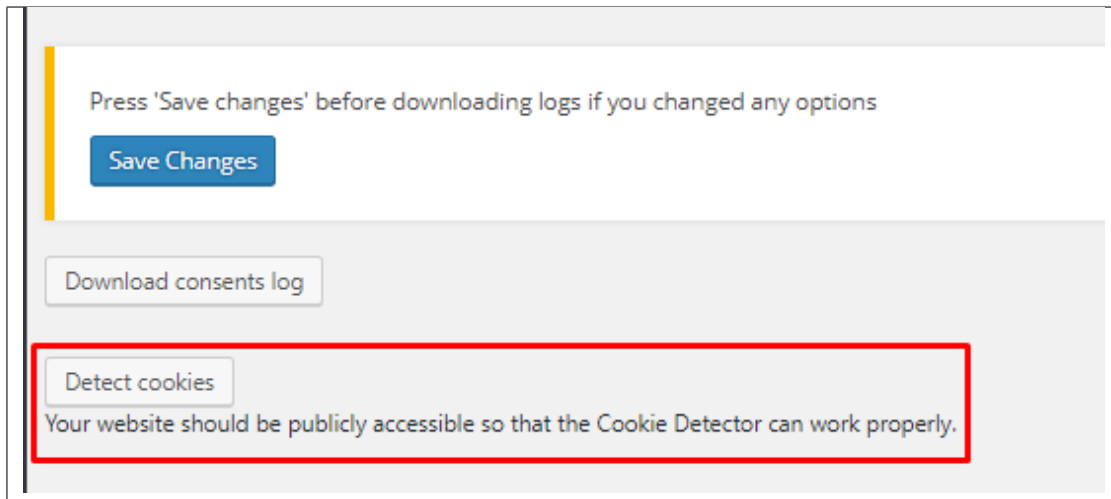 Press 'Save changes' before downloading logs if you changed any options
Save Changes
Download consents log
Detect cookies
Your website should be publicly accessible so that the Cookie Detector can work properly.